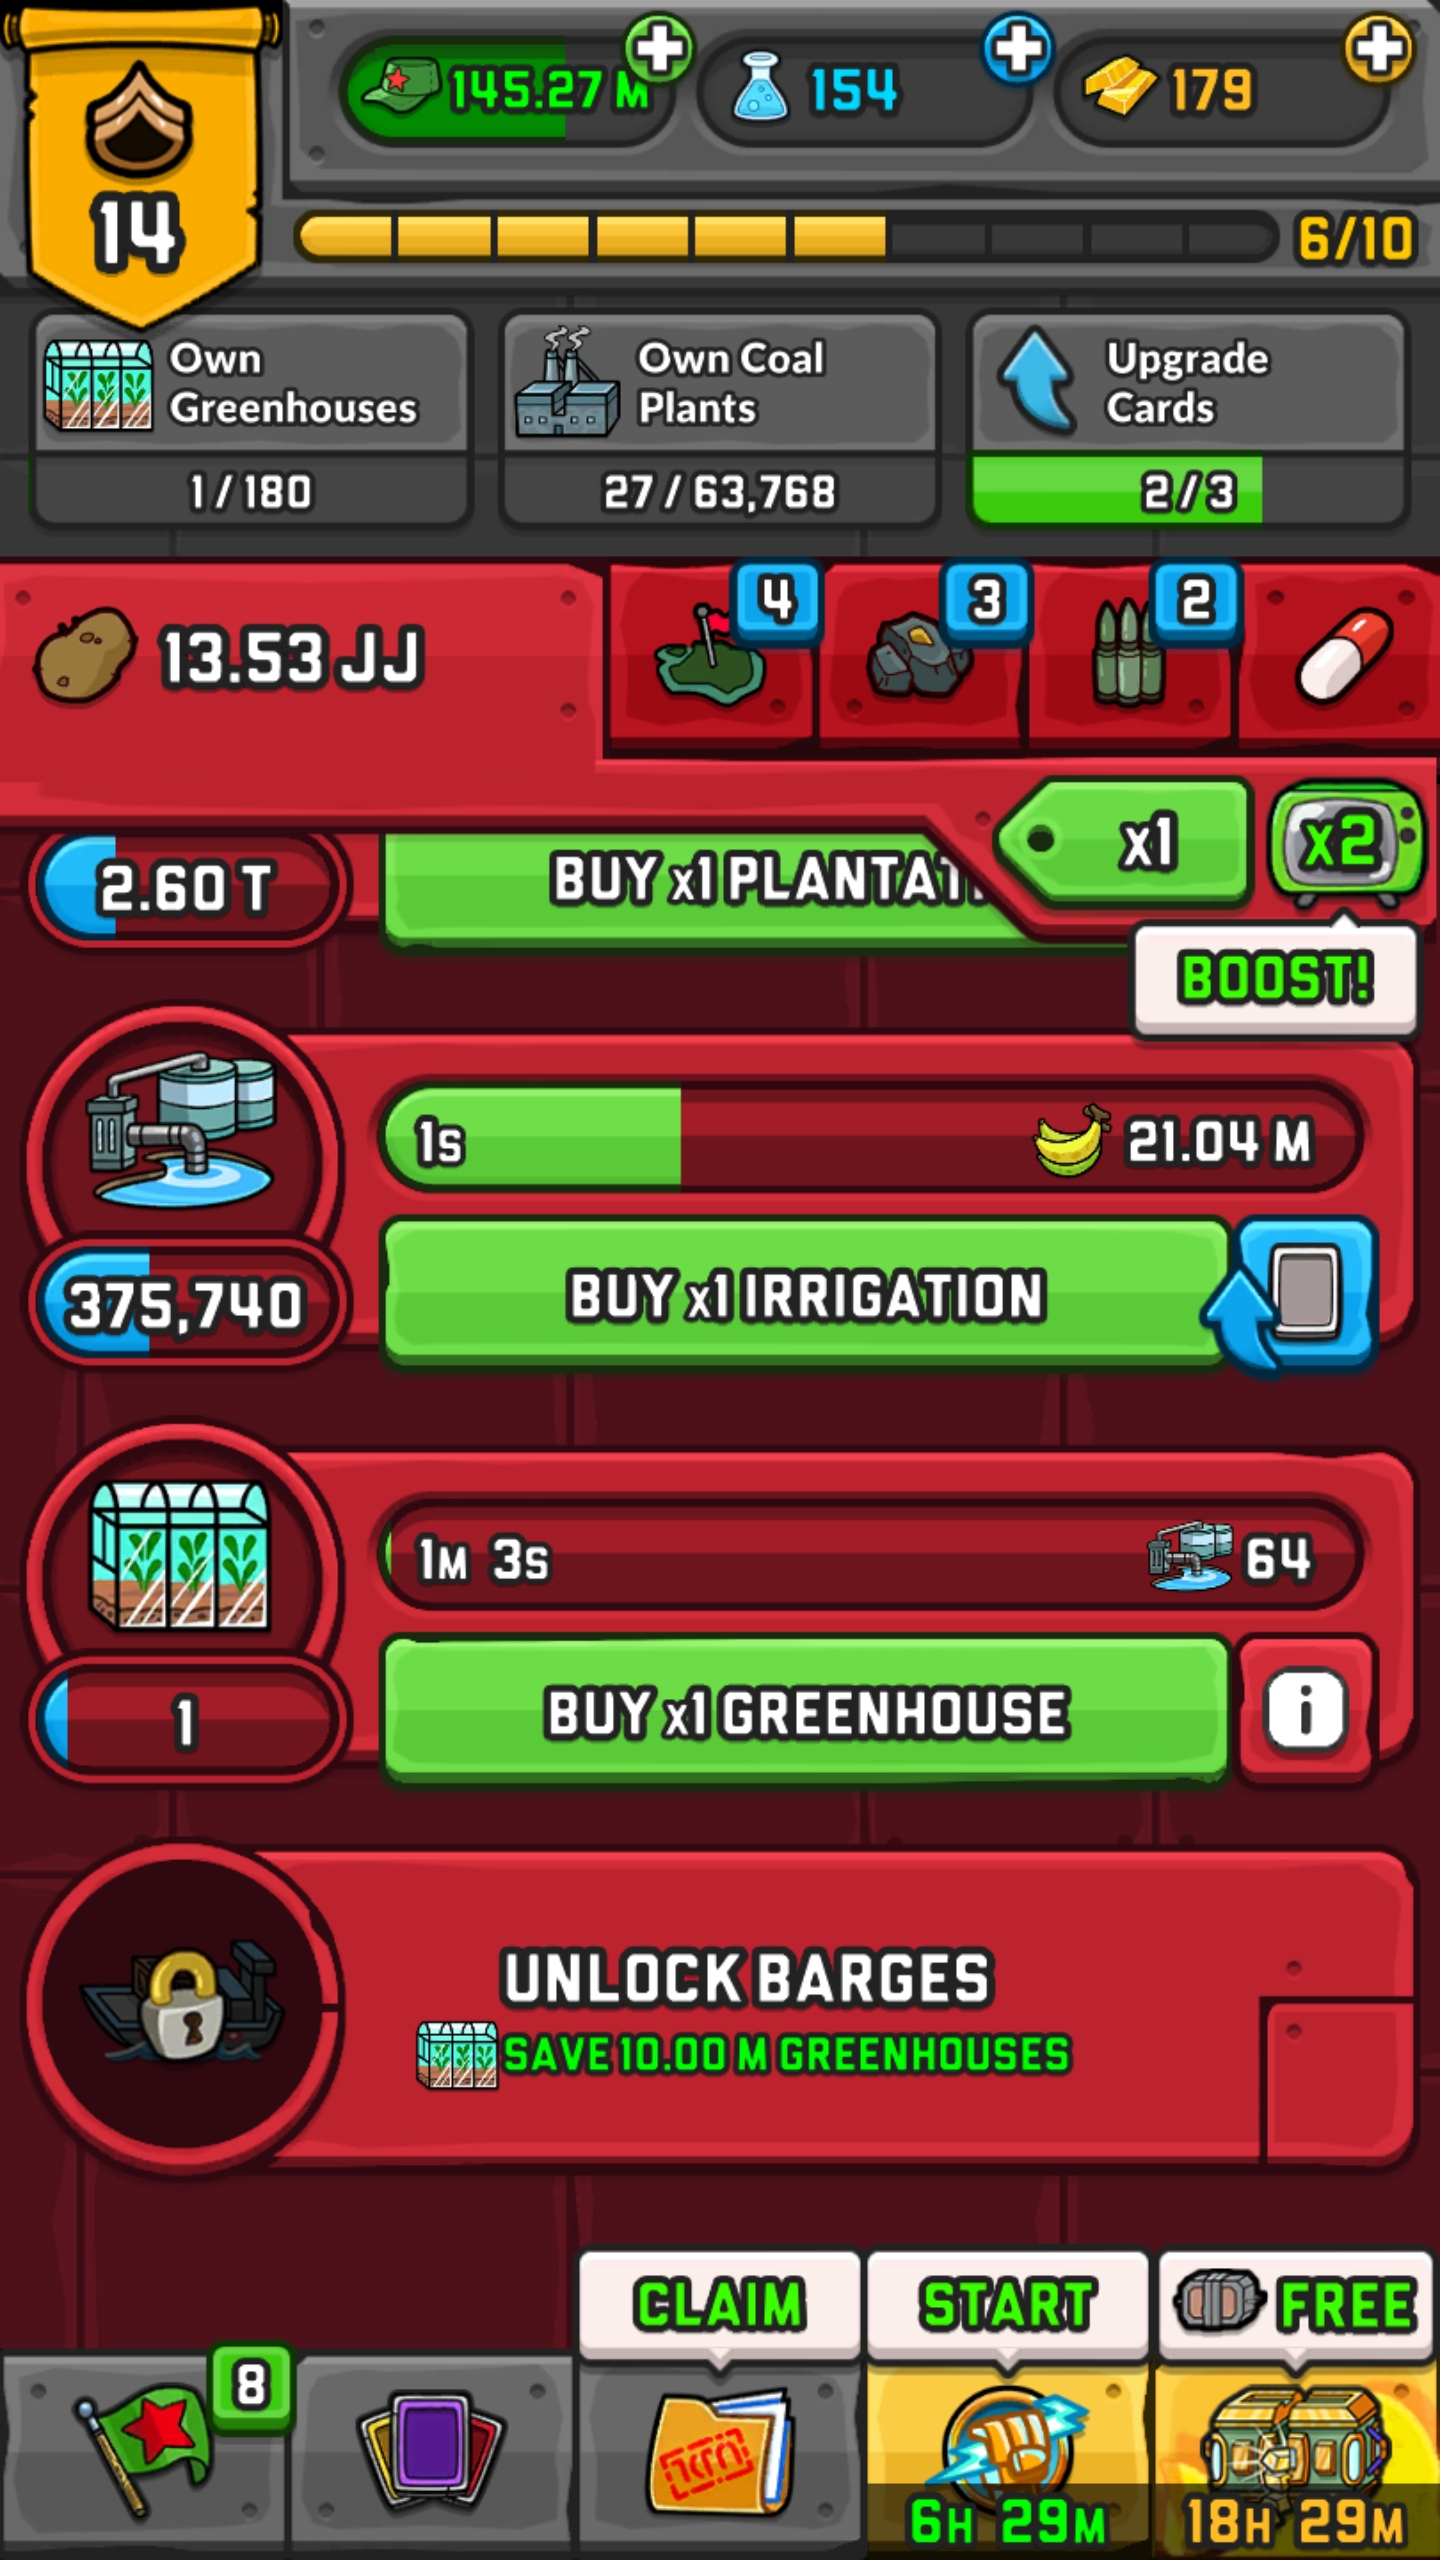 145.27 M
154
179
14
6/10
Own Greenhouses
1 / 180
Own Coal Plants
27 / 63,768
Upgrade Cards
2 / 3
13.53 JJ
4
3
2
x1
x2
BOOST!
2.60 T
BUY x1 PLANTAT
1s
21.04 M
375,740
BUY x1 IRRIGATION
1M 3s
64
1
BUY x1 GREENHOUSE
i
UNLOCK BARGES
SAVE 10.00 M GREENHOUSES
CLAIM
START
FREE
8
6H 29M
18H 29M